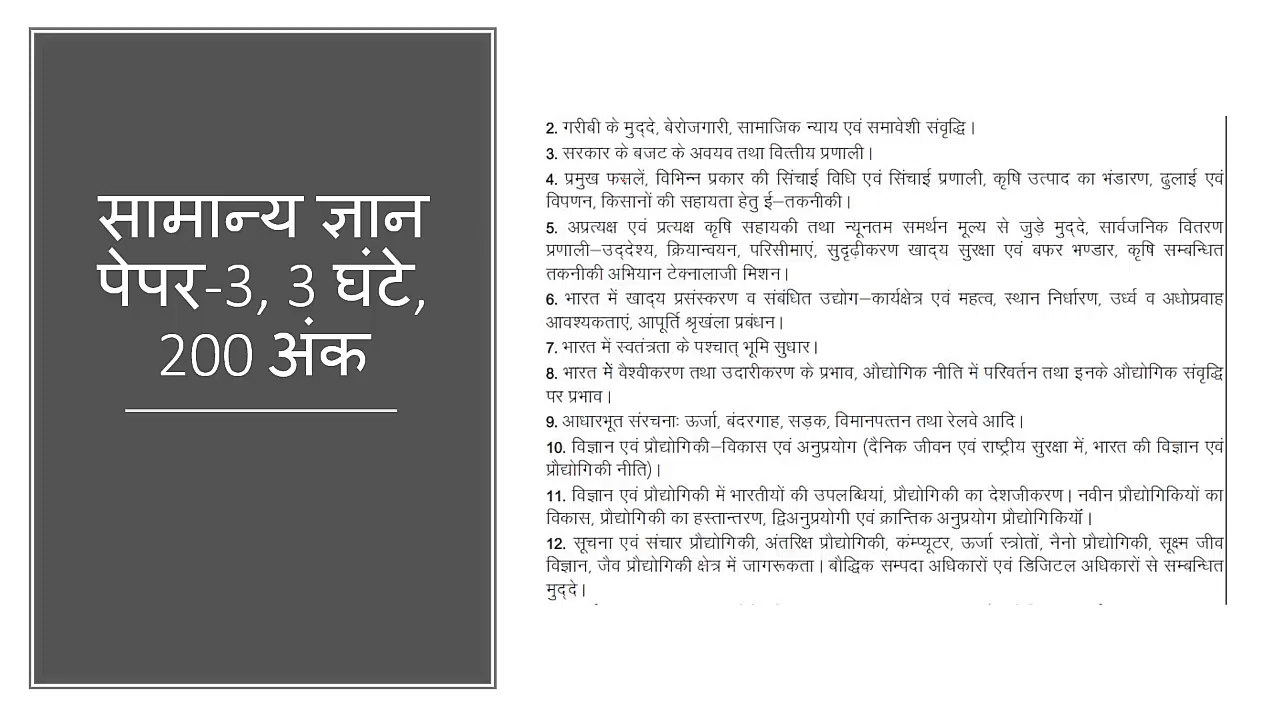 सामान्य ज्ञान
पेपर-3, 3 घंटे,
200 अंक
2. गरीबी के मुद्दे, बेरोजगारी, सामाजिक न्याय एवं समावेशी संवृद्धि।
3. सरकार के बजट के अवयव तथा वित्तीय प्रणाली।
4. प्रमुख फसलें, विभिन्न प्रकार की सिंचाई विधि एवं सिंचाई प्रणाली, कृषि उत्पाद का भंडारण, ढुलाई एवं
विपणन, किसानों की सहायता हेतु ई–तकनीकी।
5. अप्रत्यक्ष एवं प्रत्यक्ष कृषि सहायकी तथा न्यूनतम समर्थन मूल्य से जुड़े मुद्दे, सार्वजनिक वितरण
प्रणाली–उद्देश्य, क्रियान्वयन, परिसीमाएं, सुदृढ़ीकरण खाद्य सुरक्षा एवं बफर भण्डार, कृषि सम्बन्धित
तकनीकी अभियान टेक्नालाजी मिशन।
6. भारत में खाद्य प्रसंस्करण व संबंधित उद्योग–कार्यक्षेत्र एवं महत्व, स्थान निर्धारण, उर्ध्व व अधोप्रवाह
आवश्यकताएं, आपूर्ति श्रृखंला प्रबंधन।
7. भारत में स्वतंत्रता के पश्चात् भूमि सुधार।
8. भारत में वैश्वीकरण तथा उदारीकरण के प्रभाव, औद्योगिक नीति में परिवर्तन तथा इनके औद्योगिक संवृद्धि
पर प्रभाव।
9. आधारभूत संरचनाः ऊर्जा, बंदरगाह, सड़क, विमानपत्तन तथा रेलवे आदि।
10. विज्ञान एवं प्रौद्योगिकी–विकास एवं अनुप्रयोग (दैनिक जीवन एवं राष्ट्रीय सुरक्षा में, भारत की विज्ञान एवं
प्रौद्योगिकी नीति)।
11. विज्ञान एवं प्रौद्योगिकी में भारतीयों की उपलब्धियां, प्रौद्योगिकी का देशजीकरण। नवीन प्रौद्योगिकियों का
विकास, प्रौद्योगिकी का हस्तान्तरण, द्विअनुप्रयोगी एवं क्रान्तिक अनुप्रयोग प्रौद्योगिकियाँ।
12. सूचना एवं संचार प्रौद्योगिकी, अंतरिक्ष प्रौद्योगिकी, कंम्प्यूटर, ऊर्जा स्त्रोतों, नैनो प्रौद्योगिकी, सूक्ष्म जीव
विज्ञान, जैव प्रौद्योगिकी क्षेत्र में जागरूकता। बौद्धिक सम्पदा अधिकारों एवं डिजिटल अधिकारों से सम्बन्धित
मुद्दे।